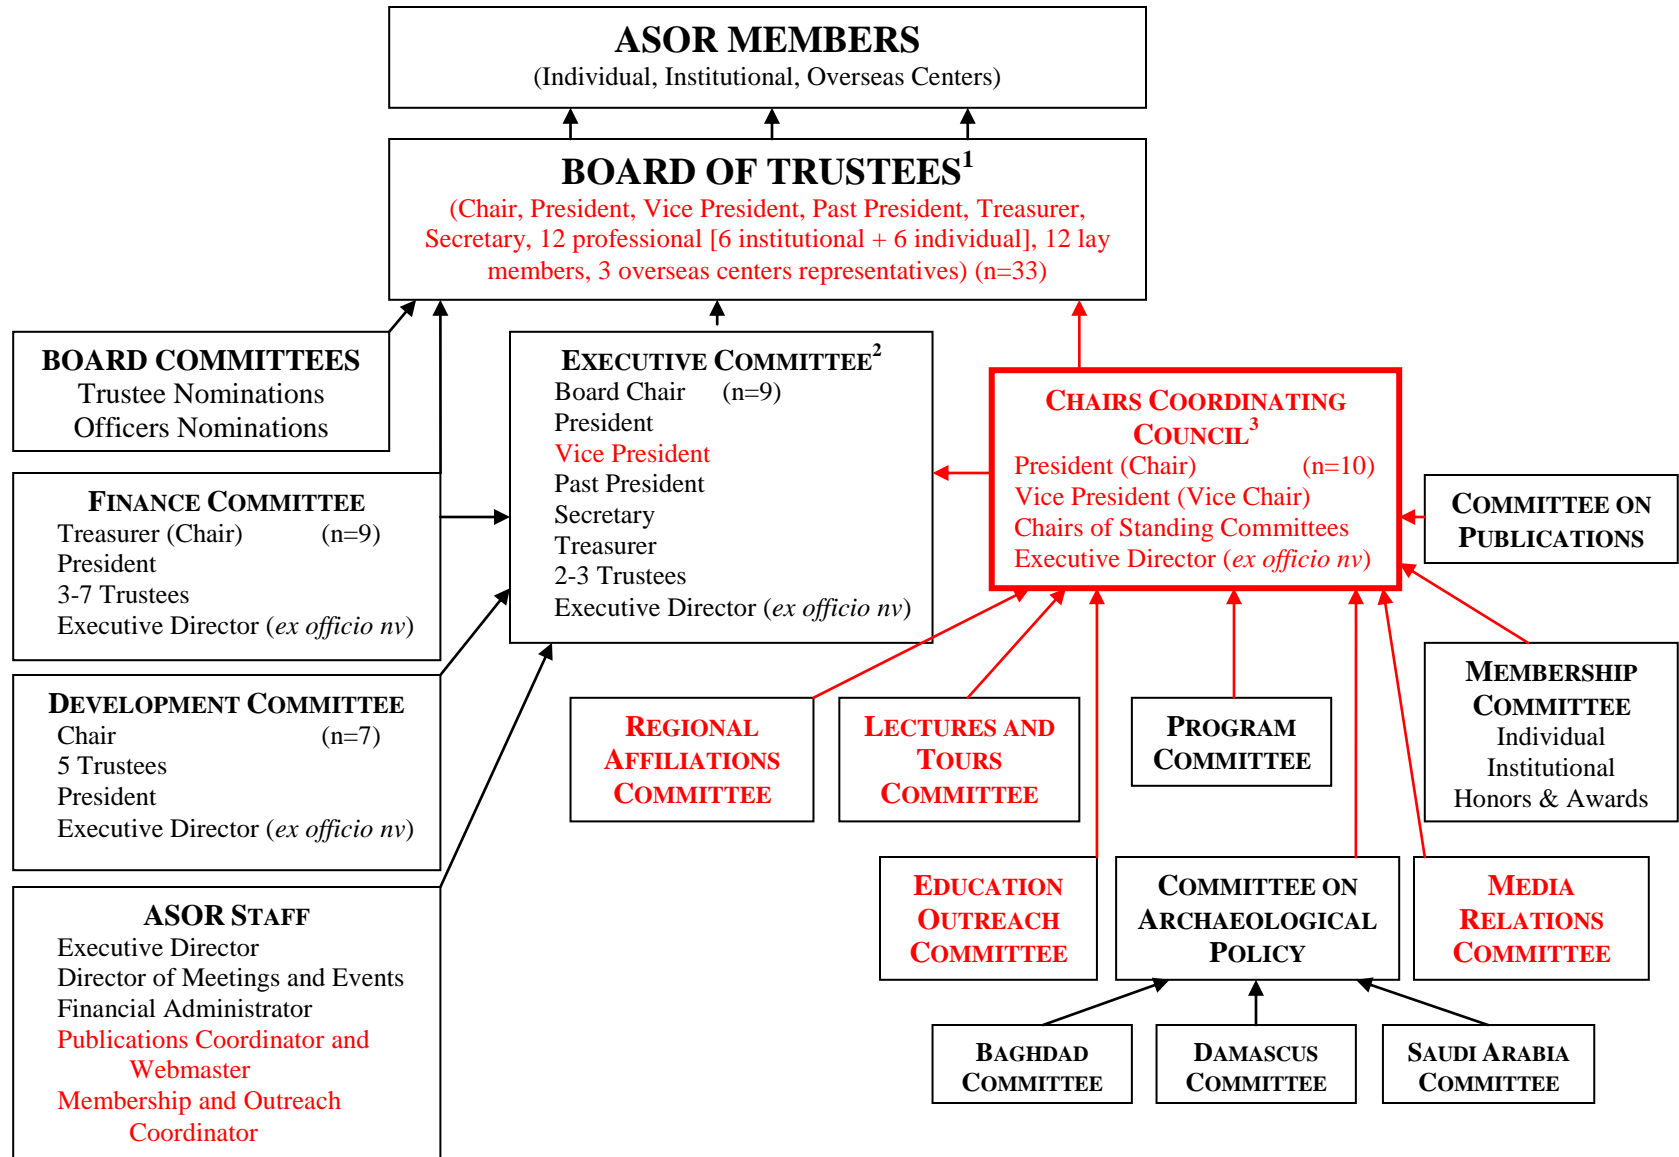 ASOR MEMBERS
(Individual, Institutional, Overseas Centers)
BOARD OF TRUSTEES1
(Chair, President, Vice President, Past President, Treasurer,
Secretary, 12 professional [6 institutional + 6 individual], 12 lay
members, 3 overseas centers representatives) (n=33)
BOARD COMMITTEES
Trustee Nominations
Officers Nominations
EXECUTIVE COMMITTEE2
Board Chair (n=9)
President
Vice President
Past President
Secretary
Treasurer
2-3 Trustees
Executive Director (ex officio nv)
CHAIRS COORDINATING
COUNCIL3
President (Chair) (n=10)
Vice President (Vice Chair)
Chairs of Standing Committees
Executive Director (ex officio nv)
COMMITTEE ON
PUBLICATIONS
FINANCE COMMITTEE
Treasurer (Chair) (n=9)
President
3-7 Trustees
Executive Director (ex officio nv)
DEVELOPMENT COMMITTEE
Chair (n=7)
5 Trustees
President
Executive Director (ex officio nv)
REGIONAL
AFFILIATIONS
COMMITTEE
LECTURES AND
TOURS
COMMITTEE
PROGRAM
COMMITTEE
MEMBERSHIP
COMMITTEE
Individual
Institutional
Honors & Awards
ASOR STAFF
Executive Director
Director of Meetings and Events
Financial Administrator
Publications Coordinator and
Webmaster
Membership and Outreach
Coordinator
EDUCATION
OUTREACH
COMMITTEE
COMMITTEE ON
ARCHAEOLOGICAL
POLICY
MEDIA
RELATIONS
COMMITTEE
BAGHDAD
COMMITTEE
DAMASCUS
COMMITTEE
SAUDI ARABIA
COMMITTEE